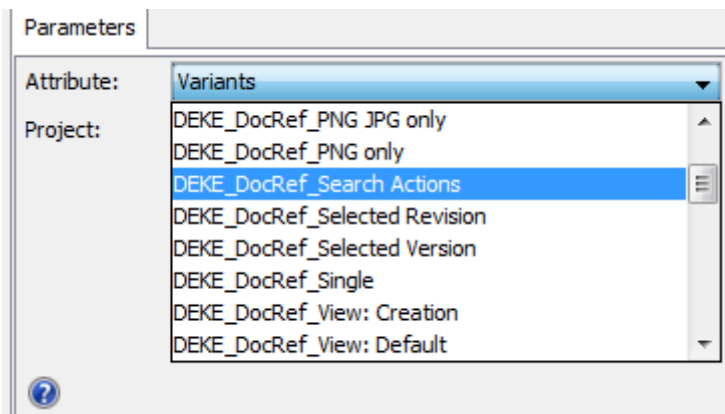 Parameters
Attribute: Variants
Project:
DEKE_DocRef_PNG JPG only
DEKE_DocRef_PNG only
DEKE_DocRef_Search Actions
DEKE_DocRef_Selected Revision
DEKE_DocRef_Selected Version
DEKE_DocRef_Single
DEKE_DocRef_View: Creation
DEKE_DocRef_View: Default
?